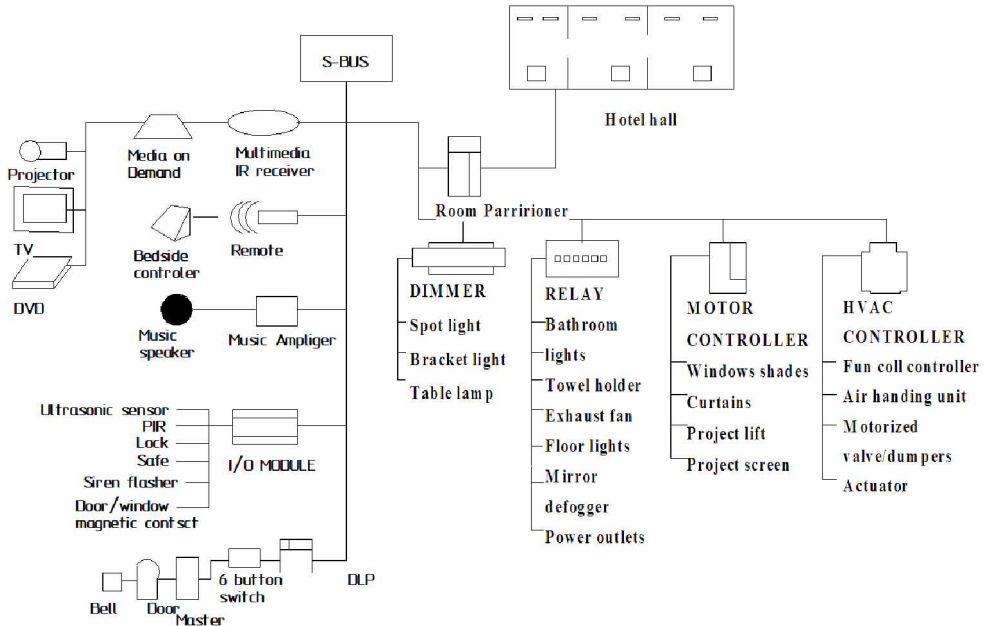 S-BUS
Hotel hall
Projector
Media on
Demand
Multimedia
IR receiver
Room Parririoner
TV
Bedside
controler
Remote
DVD
DIMMER
Spot light
Bracket light
Table lamp
RELAY
Bathroom
lights
Towel holder
Exhaust fan
Floor lights
Mirror
defogger
Power outlets
MOTOR
CONTROLLER
Windows shades
Curtains
Project lift
Project screen
HVAC
CONTROLLER
Fun coll controller
Air handing unit
Motorized
valve/dumpers
Actuator
Music
speaker
Music Ampliger
Ultrasonic sensor
PIR
Lock
Safe
Siren flasher
Door/window
magnetic contsct
I/O MODULE
Bell
Door
Master
6 button
switch
DLP